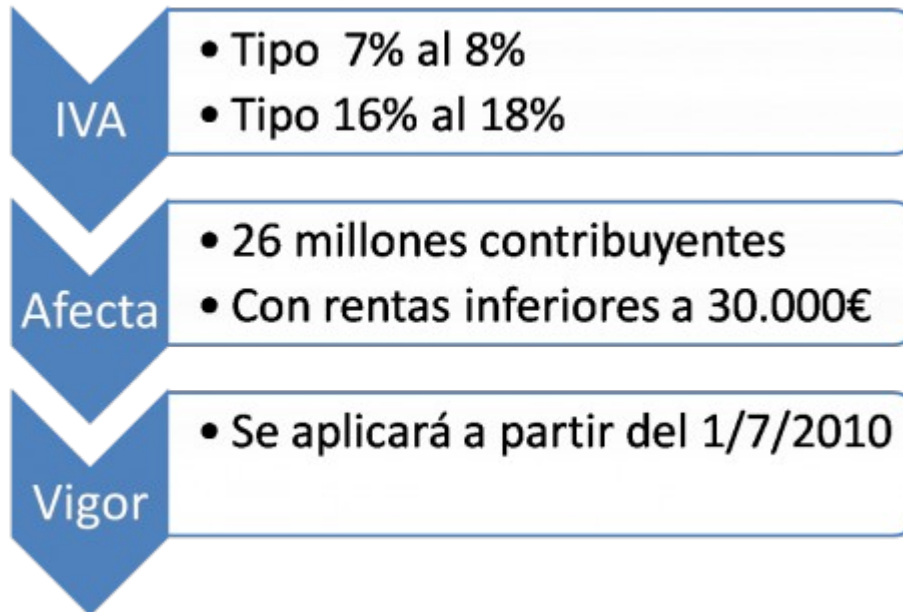 IVA
• Tipo 7% al 8%
• Tipo 16% al 18%
Afecta
• 26 millones contribuyentes
• Con rentas inferiores a 30.000€
Vigor
• Se aplicará a partir del 1/7/2010